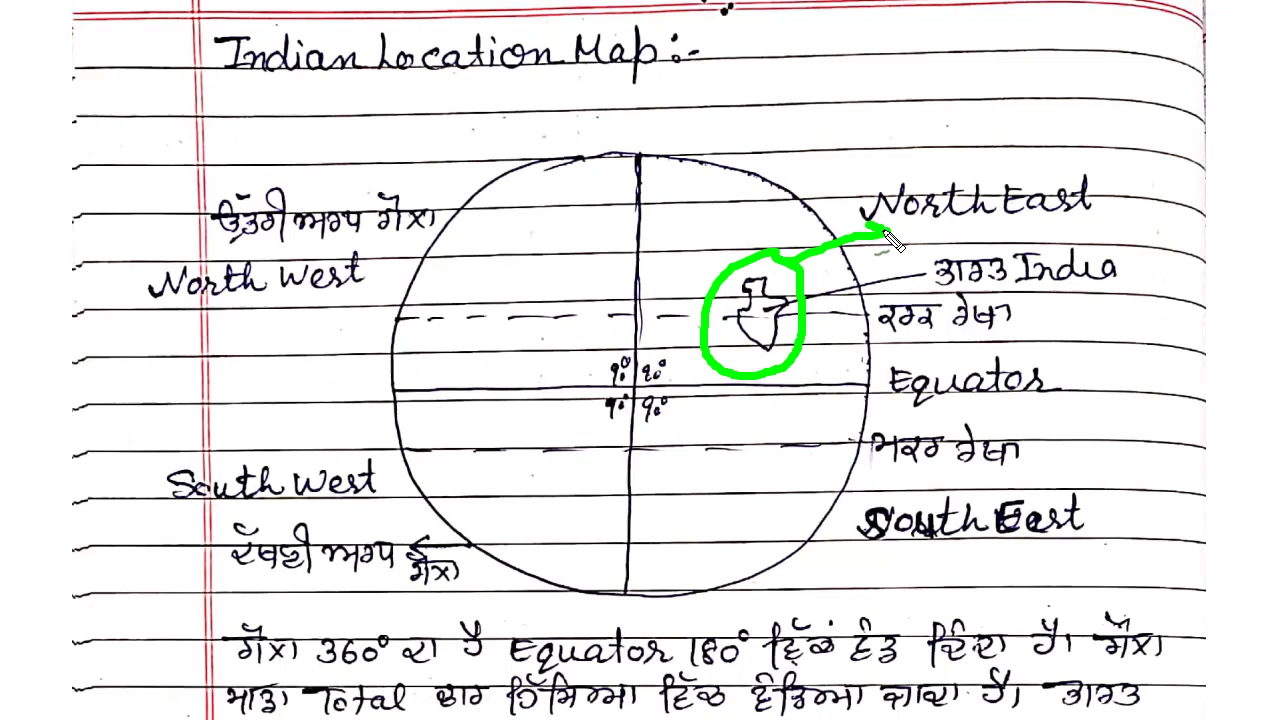 Indian Location Map:-
ਉੱਤਰੀ ਅਰਧ ਗੋਲਾ
North East
North West
ਭਾਰਤ India
ਕਰਕ ਰੇਖਾ
90° 90°
Equator
90° 90°
ਮਕਰ ਰੇਖਾ
South West
South East
ਦੱਖਣੀ ਅਰਧ
ਗੋਲਾ
ਗੋਲਾ 360° ਦਾ ਹੈ Equator 180° ਵਿੱਚ ਵੰਡ ਦਿੰਦਾ ਹੈ। ਗੋਲਾ
Total ਚਾਰ ਹਿੱਸਿਆ ਵਿੱਚ ਵੰਡਿਆ ਜਾਂਦਾ ਹੈ। ਭਾਰਤ